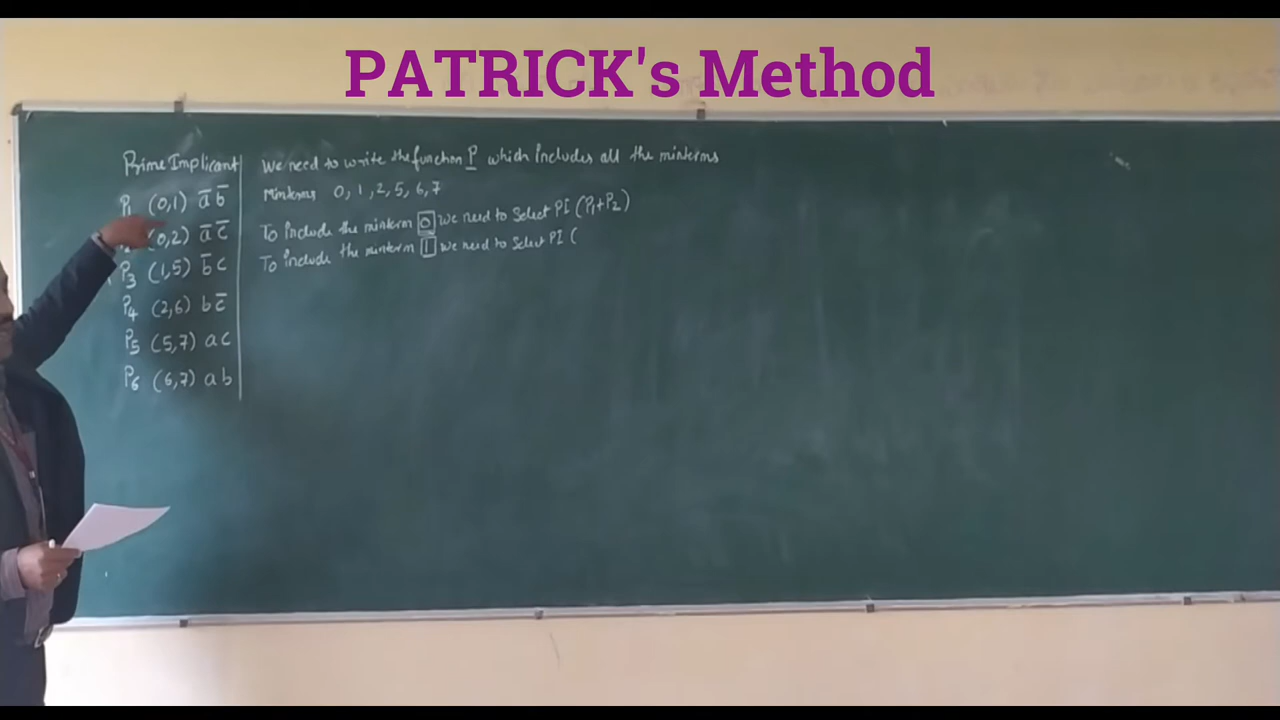 PATRICK's Method
Prime Implicant
P1 (0,1) a̅ b̅
(0,2) a̅ c̅
P3 (1,5) b̅ c
P4 (2,6) b c̅
P5 (5,7) a c
P6 (6,7) a b
We need to write the function P which includes all the minterms
Minterms 0, 1, 2, 5, 6, 7
To include the minterm 0 we need to select PI (P1+P2)
To include the minterm 1 we need to select PI (